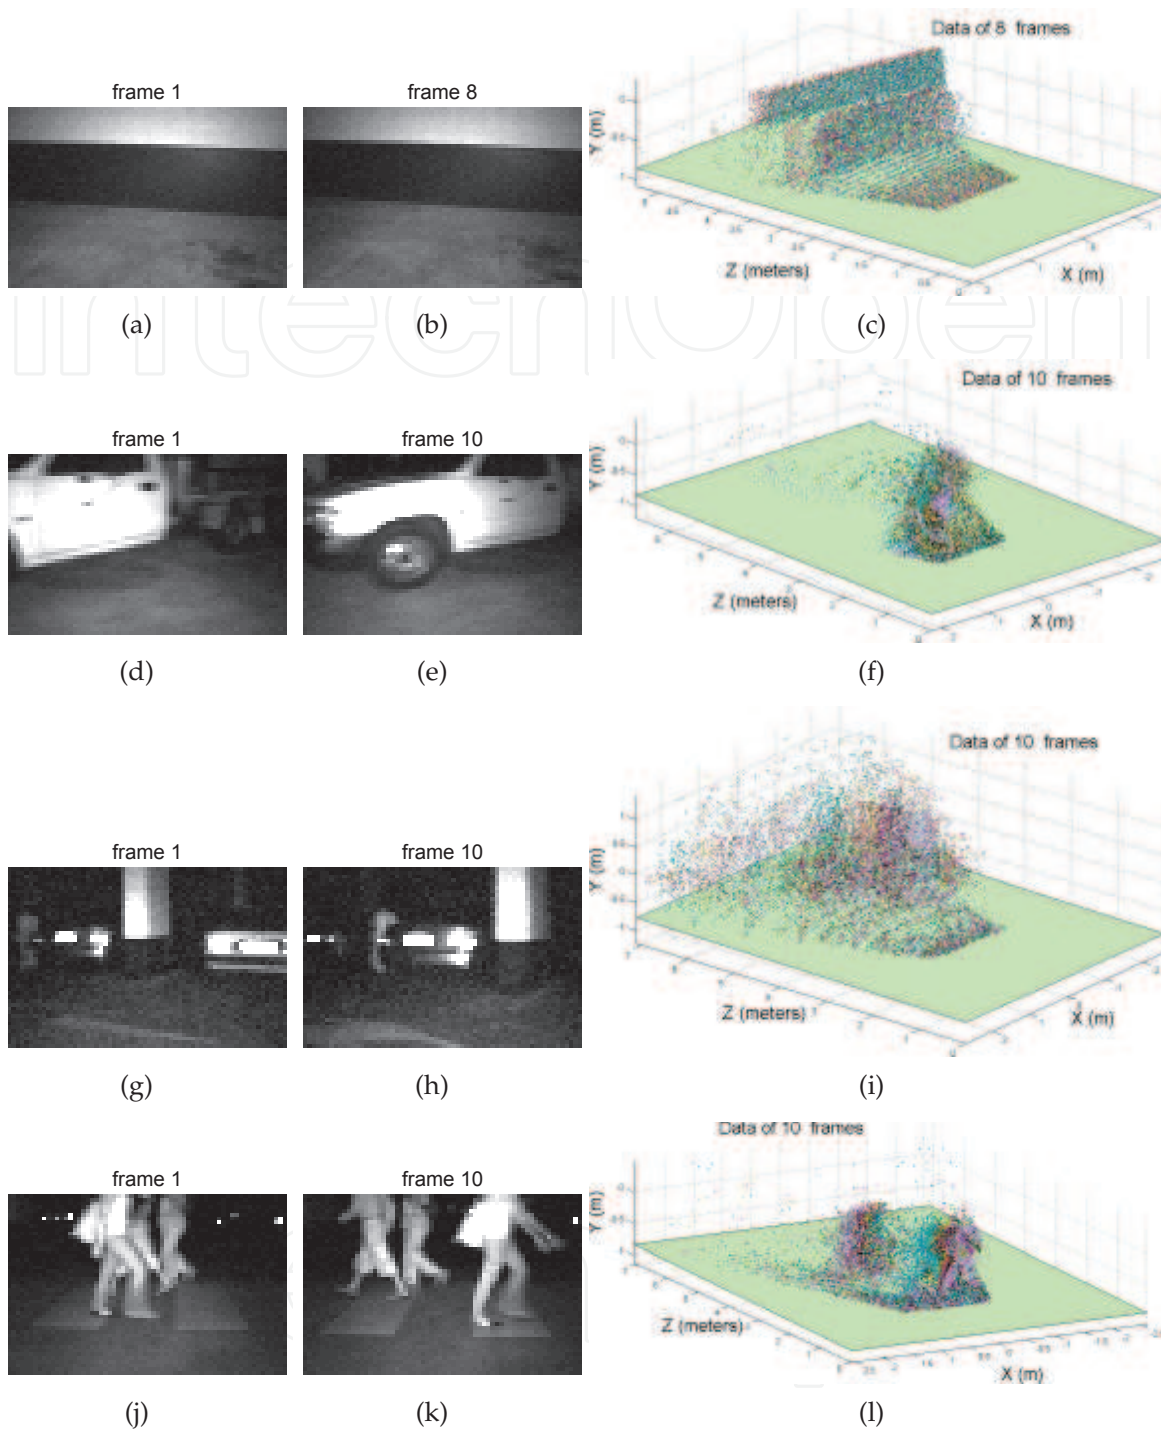 frame 1
frame 8
Data of 8 frames
Y (m)
Z (meters)
X (m)
(a)
(b)
(c)
IntechOpen
frame 1
frame 10
Data of 10 frames
Y (m)
Z (meters)
X (m)
(d)
(e)
(f)
frame 1
frame 10
Data of 10 frames
Y (m)
Z (meters)
X (m)
(g)
(h)
(i)
frame 1
frame 10
Data of 10 frames
Y (m)
Z (meters)
X (m)
(j)
(k)
(l)